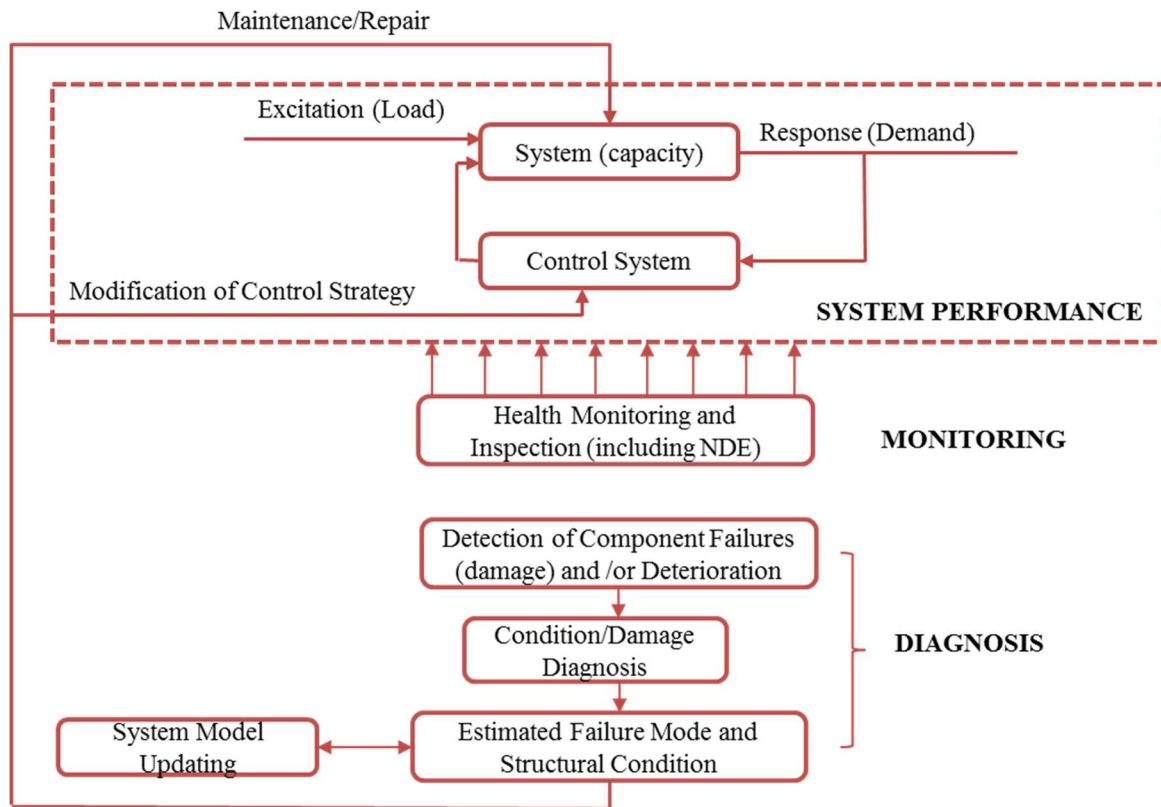 Maintenance/Repair
Excitation (Load)
System (capacity)
Response (Demand)
Control System
Modification of Control Strategy
SYSTEM PERFORMANCE
Health Monitoring and
Inspection (including NDE)
MONITORING
Detection of Component Failures
(damage) and /or Deterioration
Condition/Damage
Diagnosis
DIAGNOSIS
System Model
Updating
Estimated Failure Mode and
Structural Condition